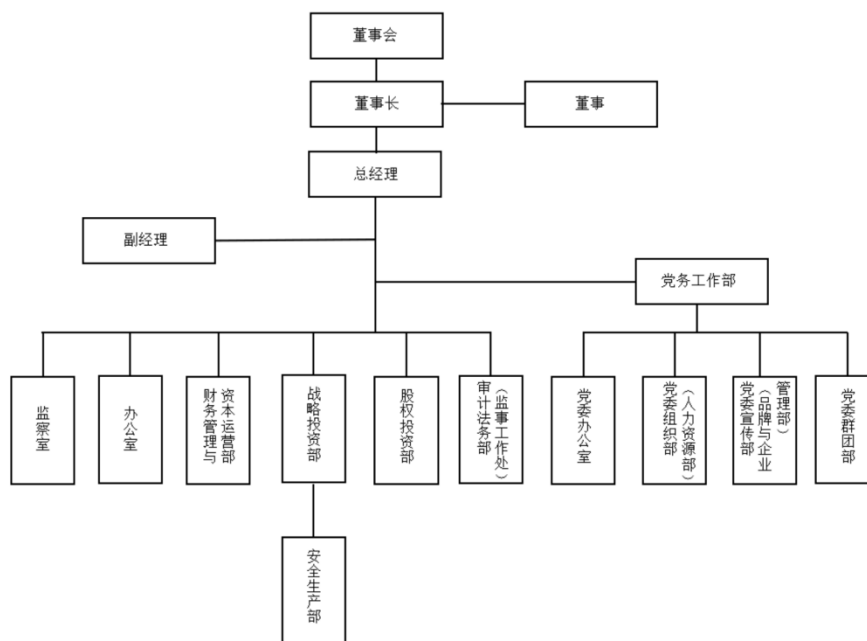 董事会
董事长
董事
总经理
副经理
党务工作部
监察室
办公室
财务管理与
资本运营部
战略投资部
股权投资部
审计法务部
（监事工作处）
党委办公室
党委组织部
（人力资源部）
党委宣传部
（品牌与企业
管理部）
党委群团部
安全生产部